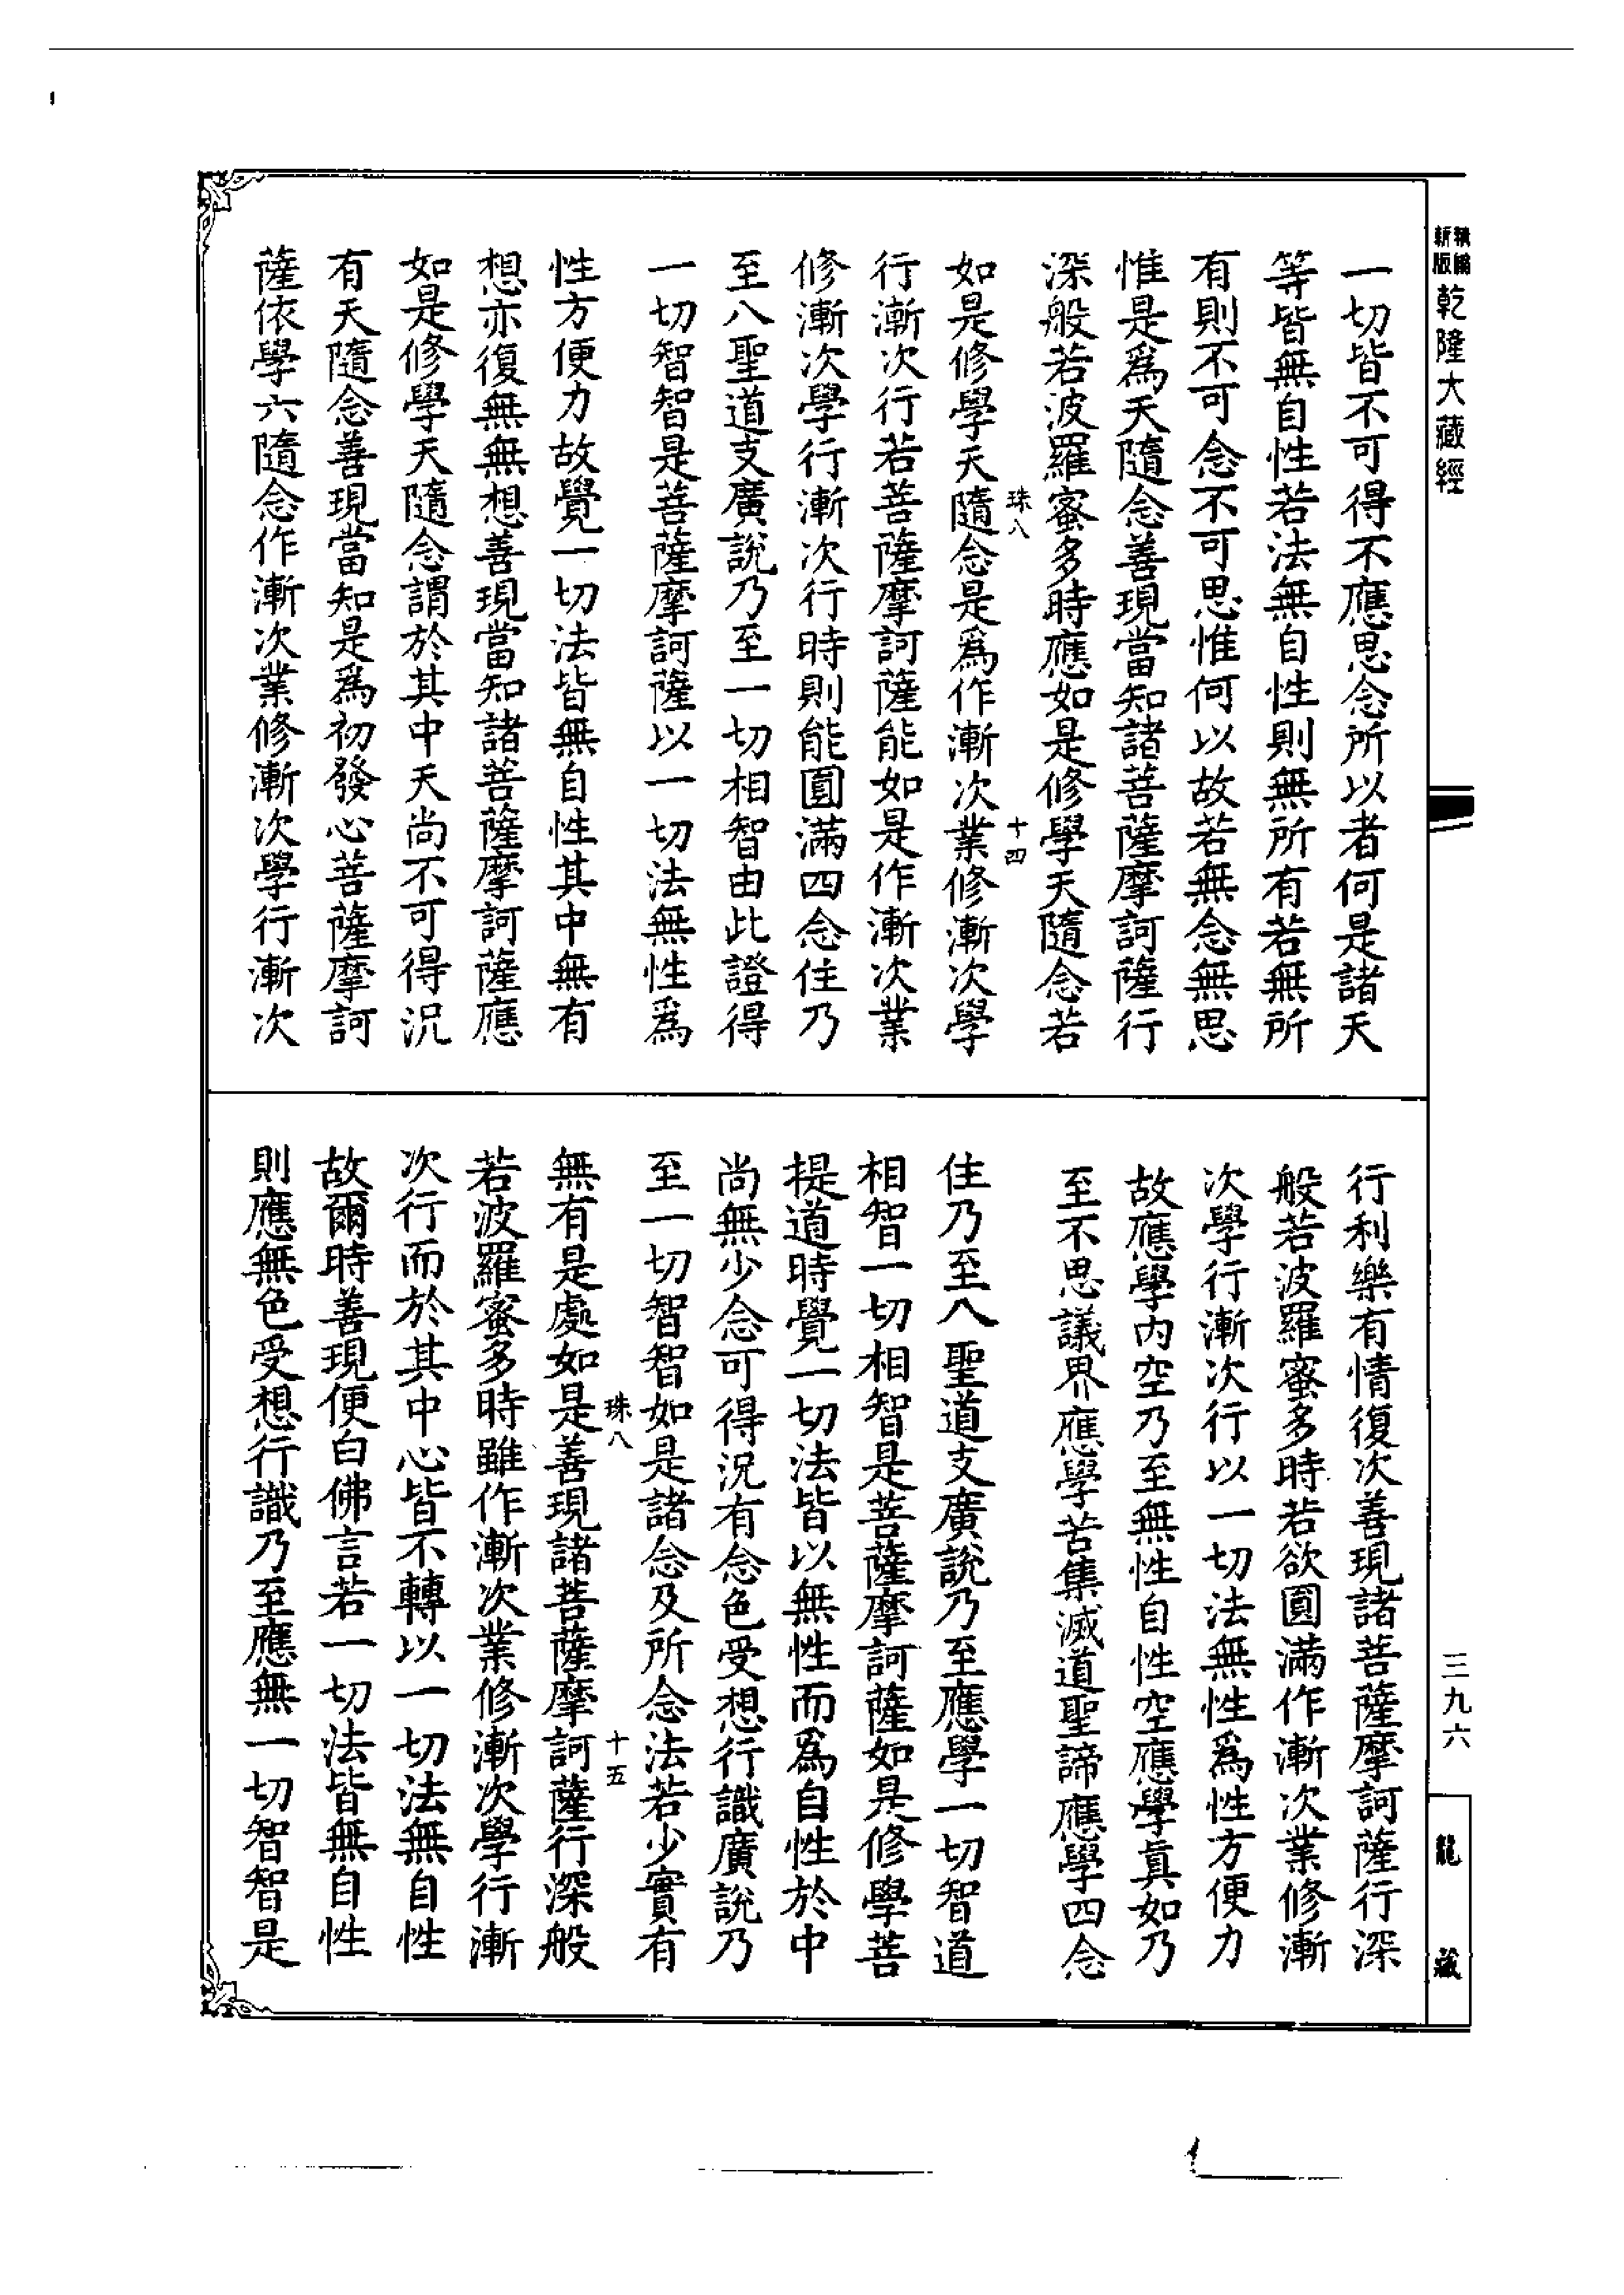 精編
新版
乾隆大藏經
一切皆不可得不應思念所以者何是諸天
等皆無自性若法無自性則無所有若無所
有則不可念不可思惟何以故若無念無思
惟是爲天隨念善現當知諸菩薩摩訶薩行
深般若波羅蜜多時應如是修學天隨念若
珠八　十四
如是修學天隨念是爲作漸次業修漸次學
行漸次行若菩薩摩訶薩能如是作漸次業
修漸次學行漸次行時則能圓滿四念住乃
至八聖道支廣說乃至一切相智由此證得
一切智智是菩薩摩訶薩以一切法無性爲
性方便力故覺一切法皆無自性其中無有
想亦復無無想善現當知諸菩薩摩訶薩應
如是修學天隨念謂於其中天尚不可得況
有天隨念善現當知是爲初發心菩薩摩訶
薩依學六隨念作漸次業修漸次學行漸次
行利樂有情復次善現諸菩薩摩訶薩行深
般若波羅蜜多時若欲圓滿作漸次業修漸
次學行漸次行以一切法無性爲性方便力
故應學內空乃至無性自性空應學真如乃
至不思議界應學苦集滅道聖諦應學四念
住乃至八聖道支廣說乃至應學一切智道
相智一切相智是菩薩摩訶薩如是修學菩
提道時覺一切法皆以無性而爲自性於中
尚無少念可得況有念色受想行識廣說乃
至一切智智如是諸念及所念法若少實有
珠八　十五
無有是處如是善現諸菩薩摩訶薩行深般
若波羅蜜多時雖作漸次業修漸次學行漸
次行而於其中心皆不轉以一切法無自性
故爾時善現便白佛言若一切法皆無自性
則應無色受想行識乃至應無一切智智是
三九六
龍藏